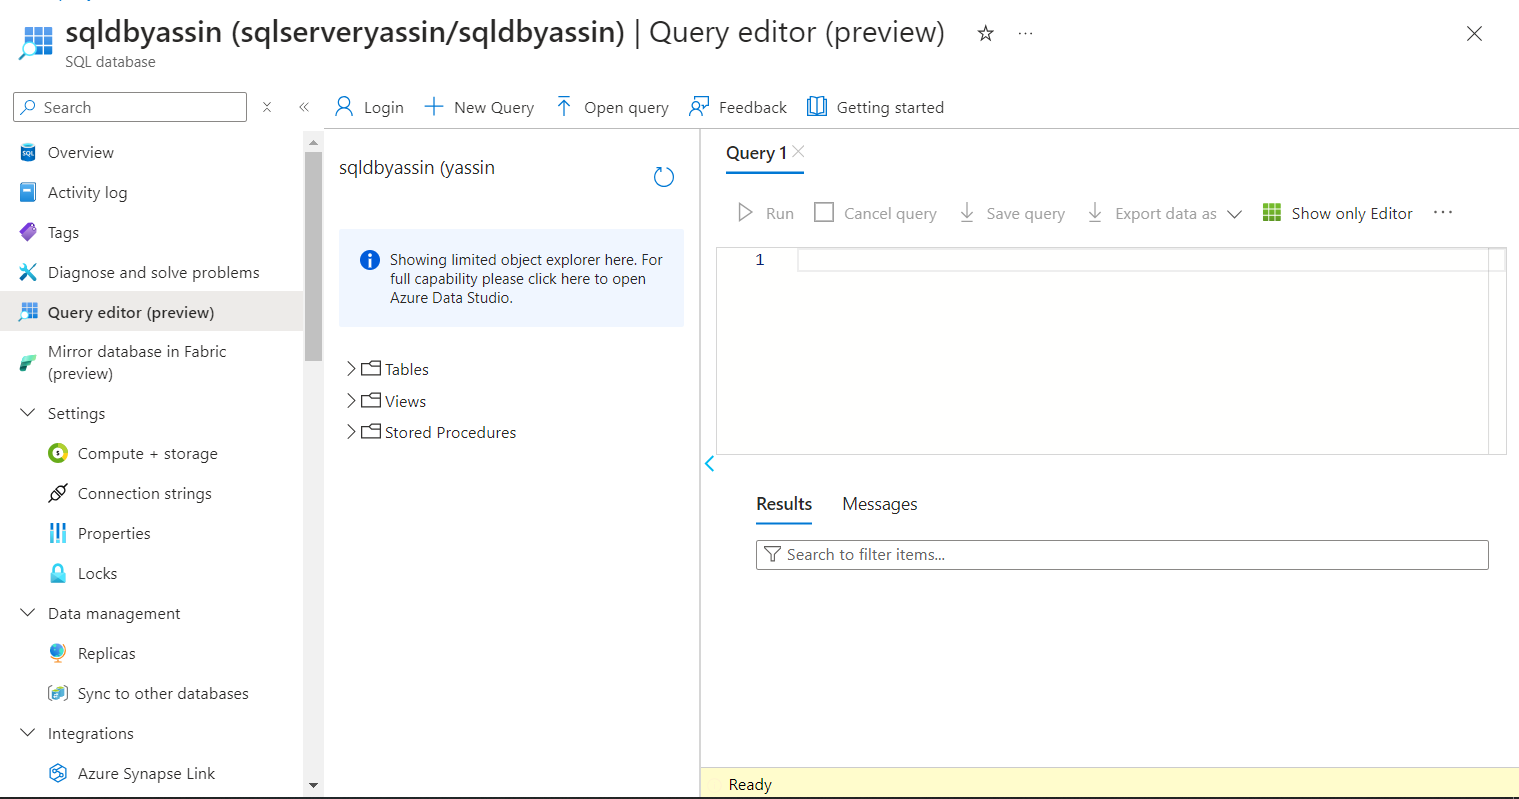 sqldbyassin (sqlserveryassin/sqldbyassin) | Query editor (preview)
SQL database
Search
Login
New Query
Open query
Feedback
Getting started
Overview
Activity log
Tags
Diagnose and solve problems
Query editor (preview)
Mirror database in Fabric
(preview)
Settings
Compute + storage
Connection strings
Properties
Locks
Data management
Replicas
Sync to other databases
Integrations
Azure Synapse Link
sqldbyassin (yassin
Showing limited object explorer here. For
full capability please click here to open
Azure Data Studio.
Tables
Views
Stored Procedures
Query 1
Run
Cancel query
Save query
Export data as
Show only Editor
1
Results
Messages
Search to filter items...
Ready